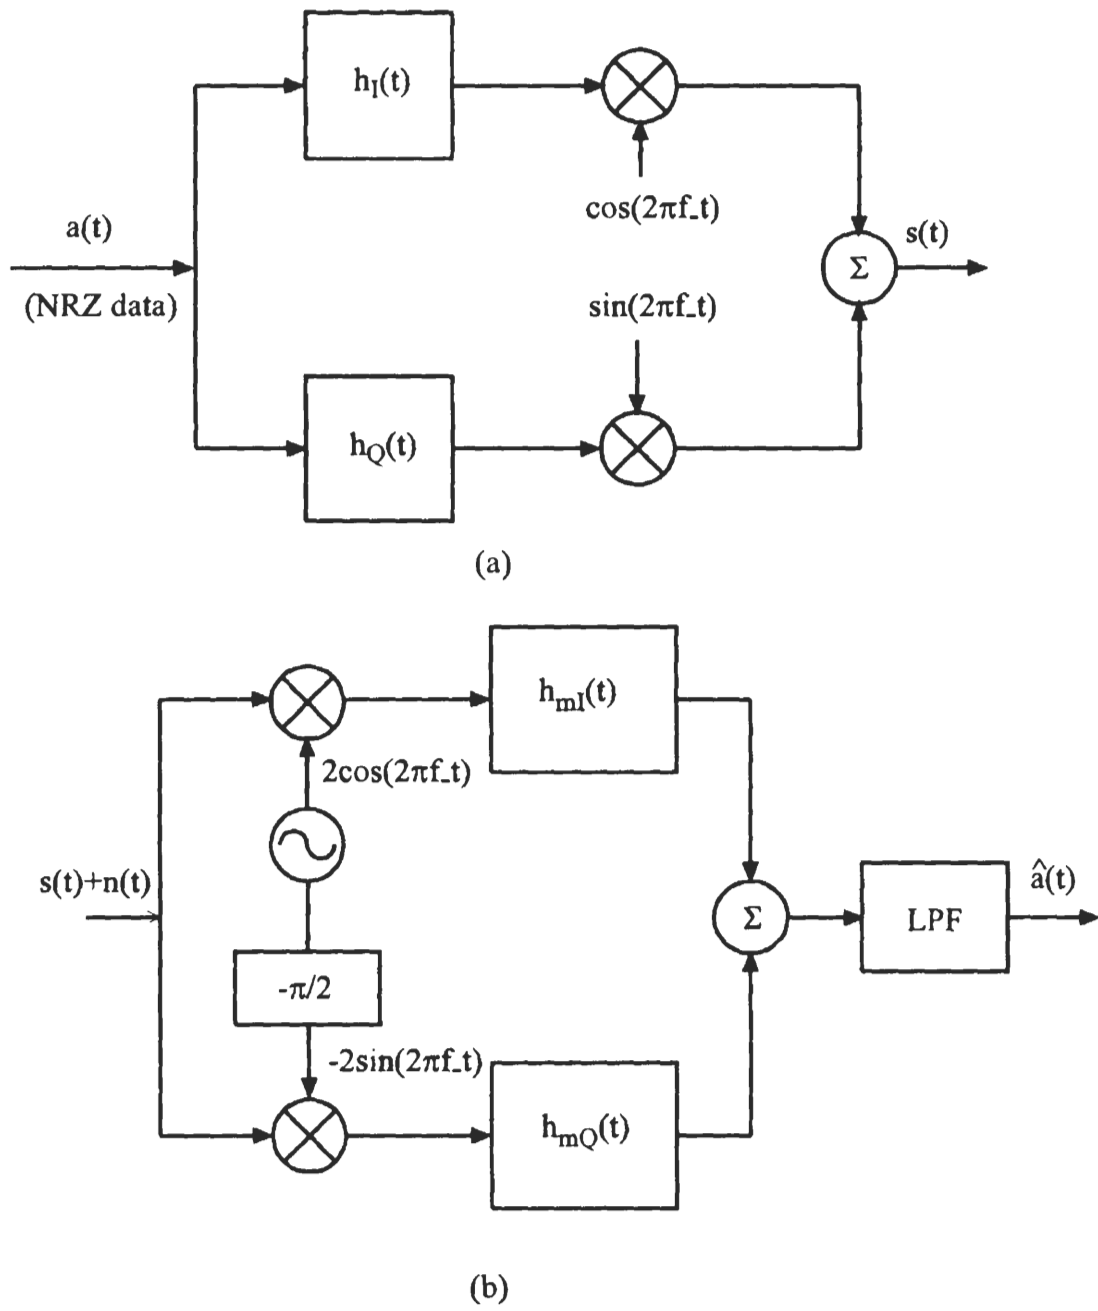 h_I(t)
cos(2πf_t)
a(t)
(NRZ data)
Σ
s(t)
sin(2πf_t)
h_Q(t)
(a)
h_mI(t)
2cos(2πf_t)
s(t)+n(t)
Σ
LPF
â(t)
-π/2
-2sin(2πf_t)
h_mQ(t)
(b)